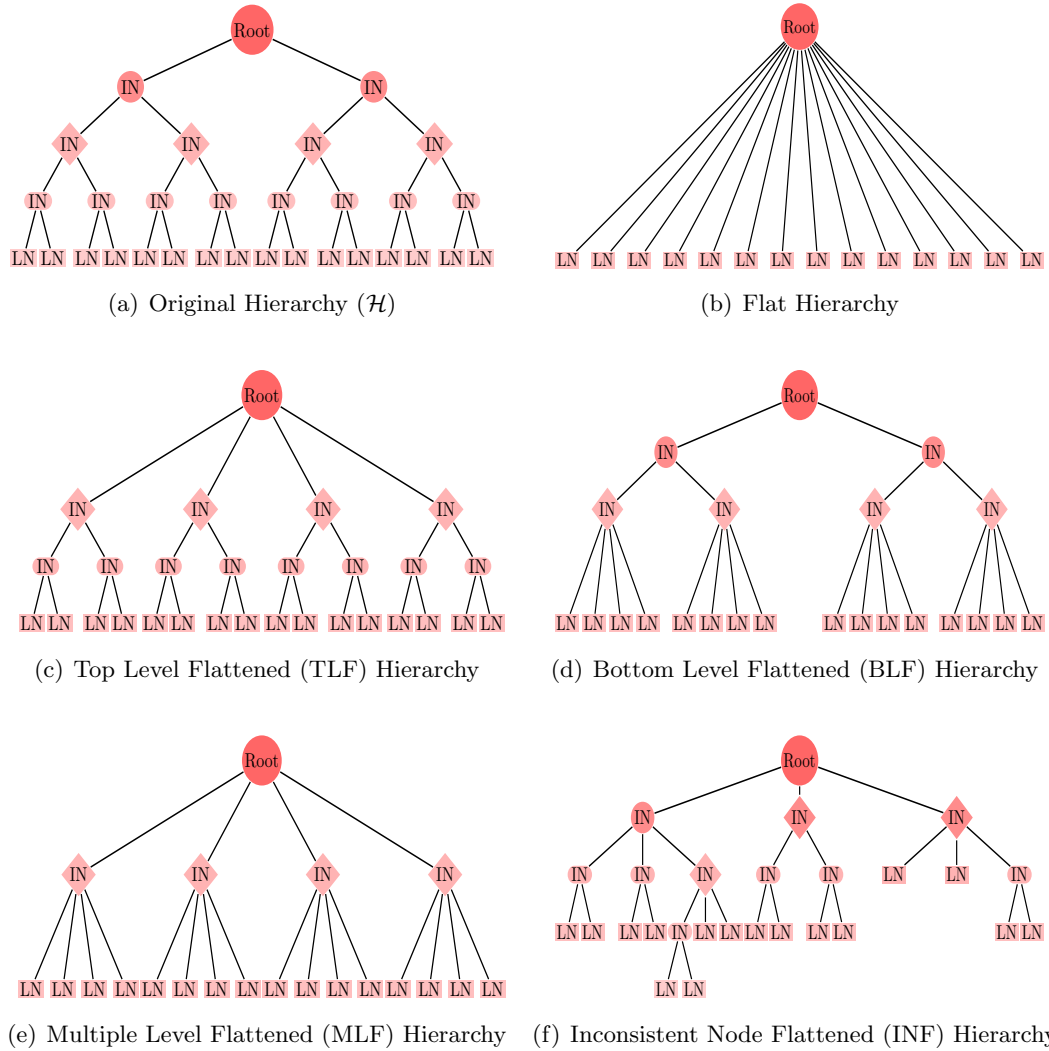 Root
IN IN
IN IN IN IN
IN IN IN IN IN IN IN IN
LN LN LN LN LN LN LN LN LN LN LN LN LN LN LN LN
(a) Original Hierarchy (ℋ)
Root
LN LN LN LN LN LN LN LN LN LN LN LN LN LN
(b) Flat Hierarchy
Root
IN IN IN IN
IN IN IN IN IN IN IN IN
LN LN LN LN LN LN LN LN LN LN LN LN LN LN LN LN
(c) Top Level Flattened (TLF) Hierarchy
Root
IN IN
IN IN IN IN
LN LN LN LN LN LN LN LN LN LN LN LN LN LN LN LN
(d) Bottom Level Flattened (BLF) Hierarchy
Root
IN IN IN IN
LN LN LN LN LN LN LN LN LN LN LN LN LN LN LN LN
(e) Multiple Level Flattened (MLF) Hierarchy
Root
IN IN IN
IN IN IN IN IN LN LN IN
LN LN LN LN IN LN LN LN LN LN LN LN LN
LN LN
(f) Inconsistent Node Flattened (INF) Hierarchy